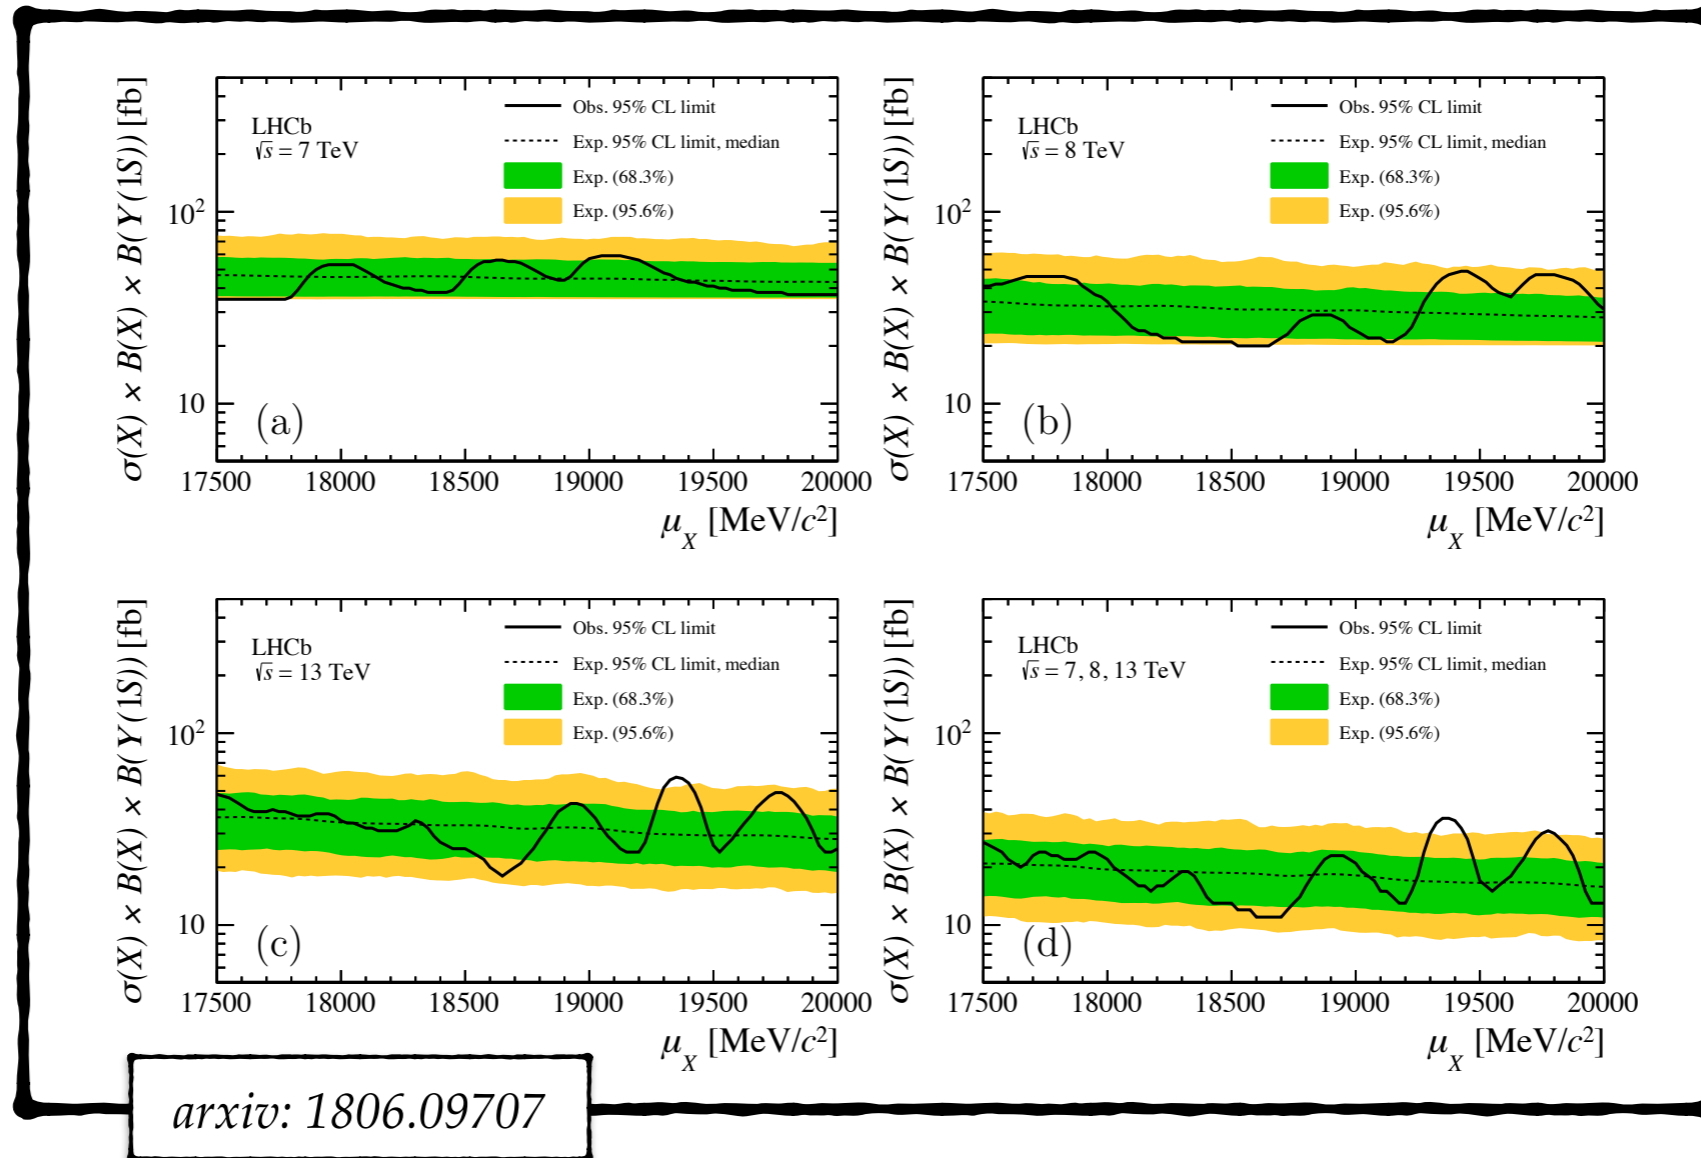 σ(X) × B(X) × B(Y(1S)) [fb]
10²
10
LHCb
√s = 7 TeV
Obs. 95% CL limit
Exp. 95% CL limit, median
Exp. (68.3%)
Exp. (95.6%)
(a)
17500 18000 18500 19000 19500 20000
μ_X [MeV/c²]
σ(X) × B(X) × B(Y(1S)) [fb]
10²
10
LHCb
√s = 8 TeV
Obs. 95% CL limit
Exp. 95% CL limit, median
Exp. (68.3%)
Exp. (95.6%)
(b)
17500 18000 18500 19000 19500 20000
μ_X [MeV/c²]
σ(X) × B(X) × B(Y(1S)) [fb]
10²
10
LHCb
√s = 13 TeV
Obs. 95% CL limit
Exp. 95% CL limit, median
Exp. (68.3%)
Exp. (95.6%)
(c)
17500 18000 18500 19000 19500 20000
μ_X [MeV/c²]
σ(X) × B(X) × B(Y(1S)) [fb]
10²
10
LHCb
√s = 7, 8, 13 TeV
Obs. 95% CL limit
Exp. 95% CL limit, median
Exp. (68.3%)
Exp. (95.6%)
(d)
17500 18000 18500 19000 19500 20000
μ_X [MeV/c²]
arxiv: 1806.09707